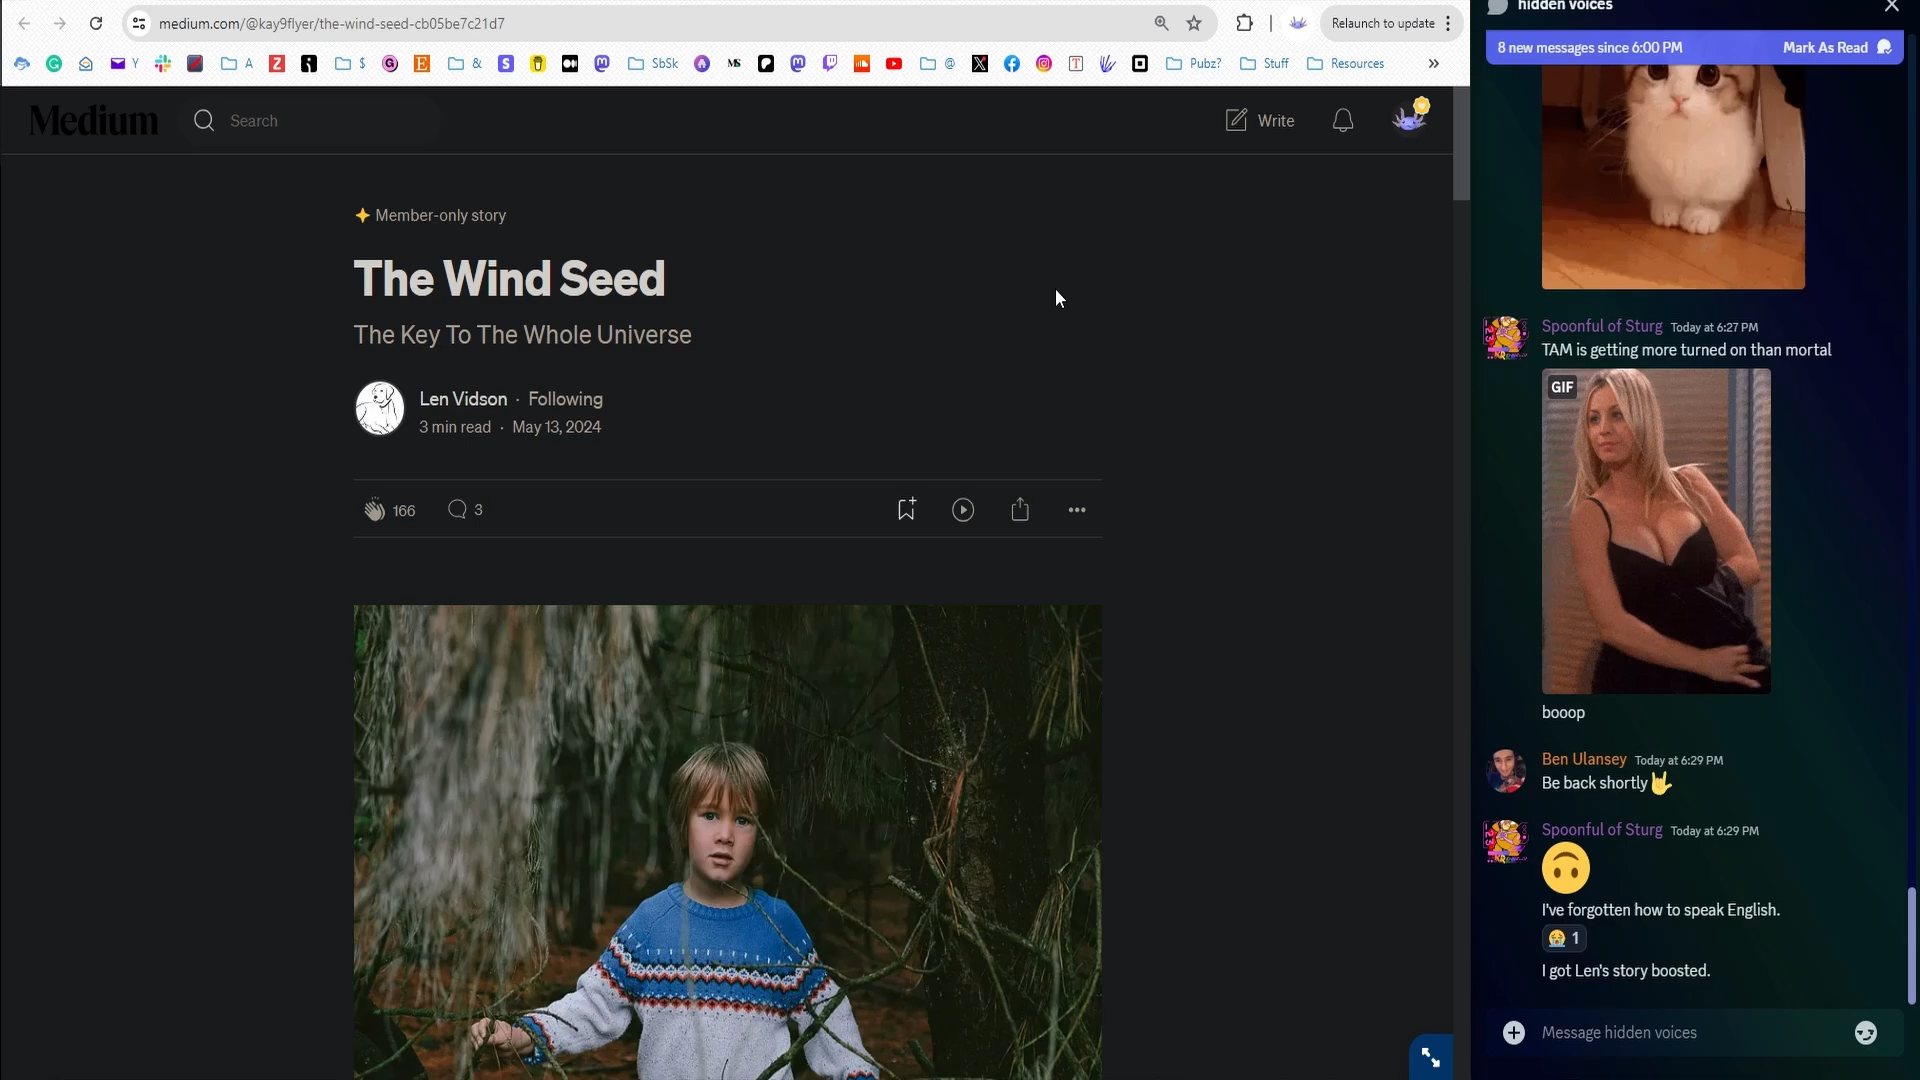 medium.com/@kay9flyer/the-wind-seed-cb05be7c21d7
Relaunch to update
Y
A
$
&
SbSk
@
Pubz?
Stuff
Resources
Medium
Search
Write
Member-only story
The Wind Seed
The Key To The Whole Universe
Len Vidson · Following
3 min read · May 13, 2024
166
3
hidden voices
8 new messages since 6:00 PM
Mark As Read
Spoonful of Sturg Today at 6:27 PM
TAM is getting more turned on than mortal
GIF
booop
Ben Ulansey Today at 6:29 PM
Be back shortly
Spoonful of Sturg Today at 6:29 PM
I've forgotten how to speak English.
1
I got Len's story boosted.
Message hidden voices